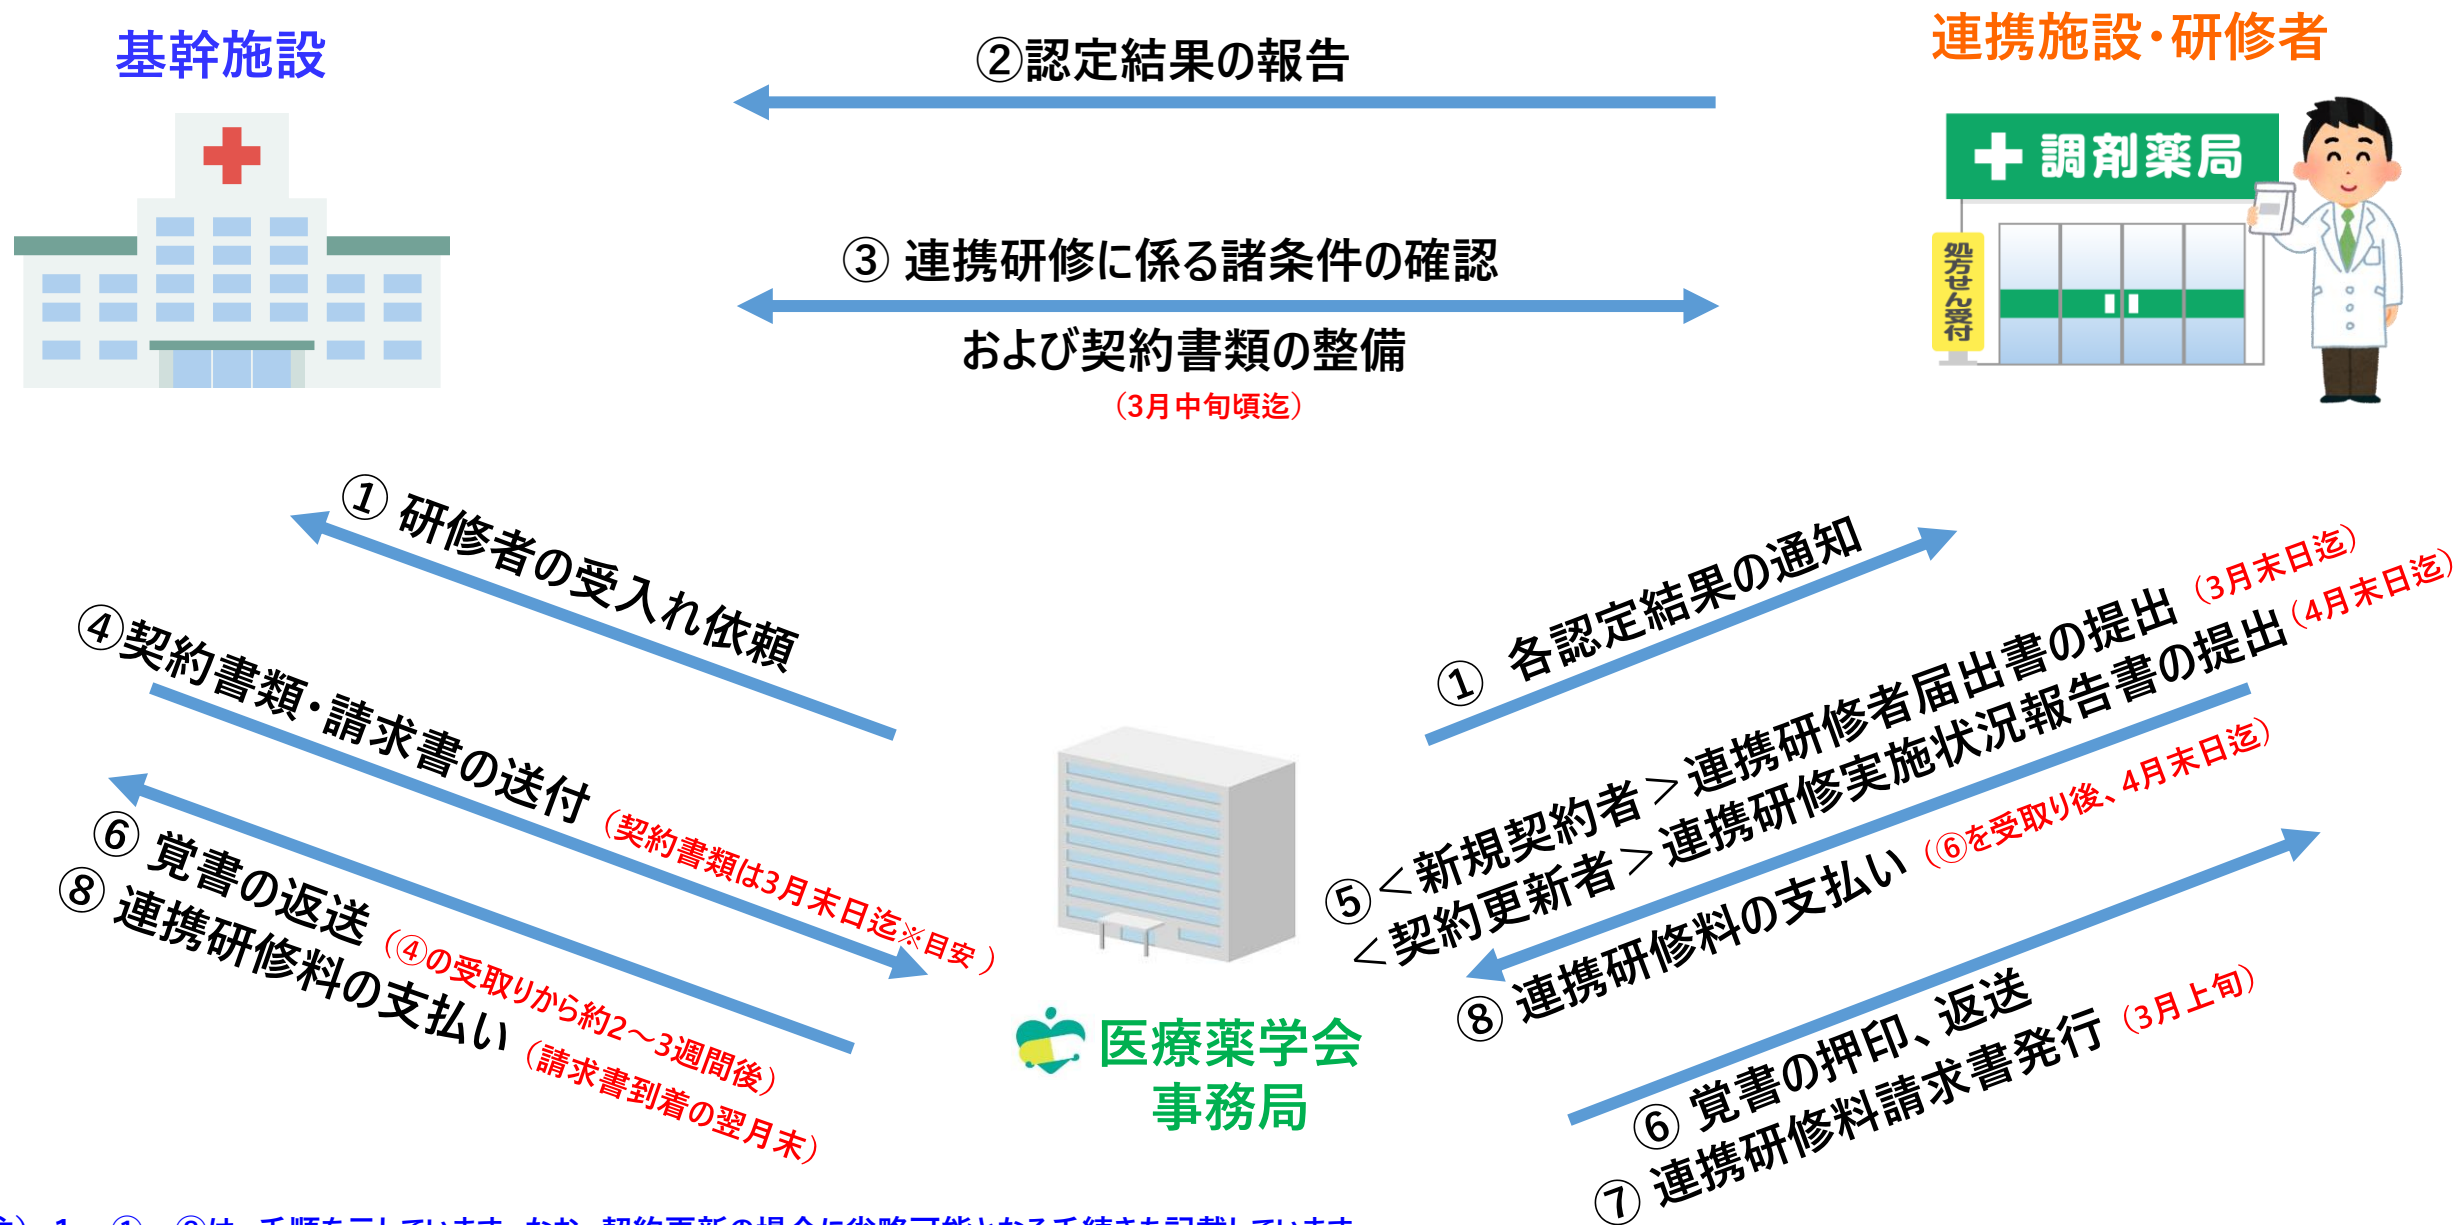 基幹施設
連携施設・研修者
②認定結果の報告
調剤薬局
処方せん受付
③ 連携研修に係る諸条件の確認
および契約書類の整備
（3月中旬頃迄）
① 研修者の受入れ依頼
① 各認定結果の通知
④契約書類・請求書の送付（契約書類は3月末日迄※目安 ）
⑤＜新規契約者＞連携研修者届出書の提出（3月末日迄）
＜契約更新者＞連携研修実施状況報告書の提出（4月末日迄）
⑥ 覚書の返送（④の受取りから約2～3週間後）
⑧ 連携研修料の支払い（請求書到着の翌月末）
⑧ 連携研修料の支払い（⑥を受取り後、4月末日迄）
医療薬学会
事務局
⑥ 覚書の押印、返送
⑦ 連携研修料請求書発行（3月上旬）